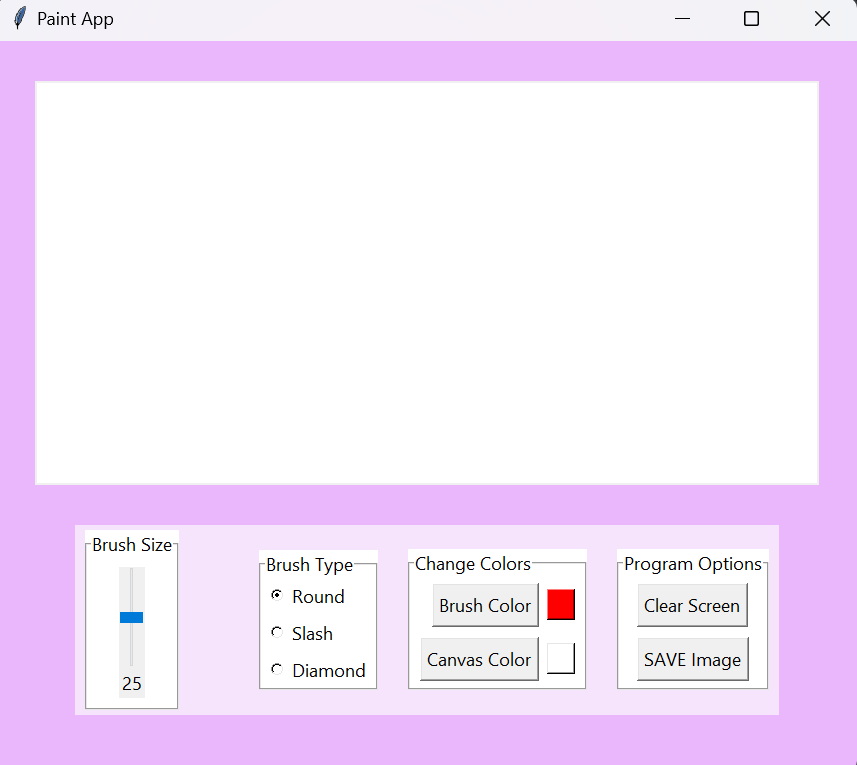 Paint App
Brush Size
25
Brush Type
Round
Slash
Diamond
Change Colors
Brush Color
Canvas Color
Program Options
Clear Screen
SAVE Image